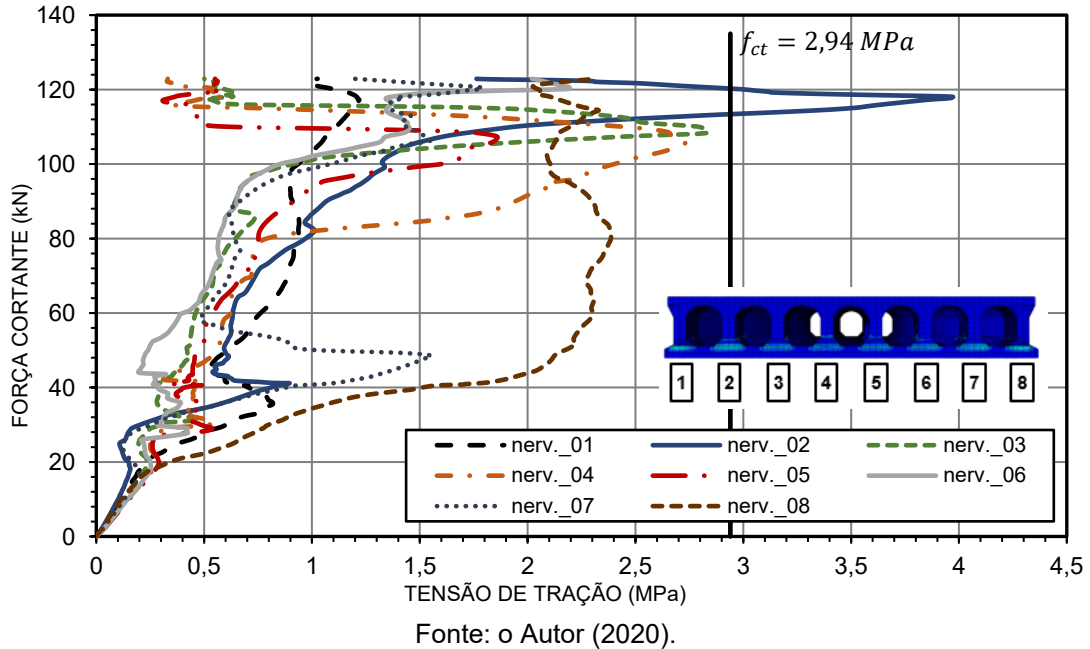 140
120
100
80
60
40
20
0
FORÇA CORTANTE (kN)
f_ct = 2,94 MPa
1 2 3 4 5 6 7 8
nerv._01 nerv._02 nerv._03
nerv._04 nerv._05 nerv._06
nerv._07 nerv._08
0 0,5 1 1,5 2 2,5 3 3,5 4 4,5
TENSÃO DE TRAÇÃO (MPa)
Fonte: o Autor (2020).